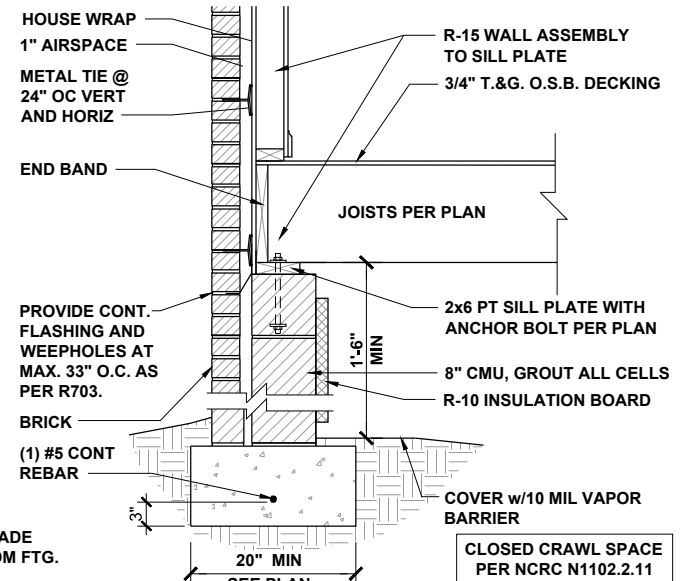 HOUSE WRAP
1" AIRSPACE
METAL TIE @
24" OC VERT
AND HORIZ
END BAND
PROVIDE CONT.
FLASHING AND
WEEPHOLES AT
MAX. 33" O.C. AS
PER R703.
BRICK
(1) #5 CONT
REBAR
3"
20" MIN
R-15 WALL ASSEMBLY
TO SILL PLATE
3/4" T.&G. O.S.B. DECKING
JOISTS PER PLAN
2x6 PT SILL PLATE WITH
ANCHOR BOLT PER PLAN
1'-6"
MIN
8" CMU, GROUT ALL CELLS
R-10 INSULATION BOARD
COVER w/10 MIL VAPOR
BARRIER
CLOSED CRAWL SPACE
PER NCRC N1102.2.11
SEE PLAN
FTG.